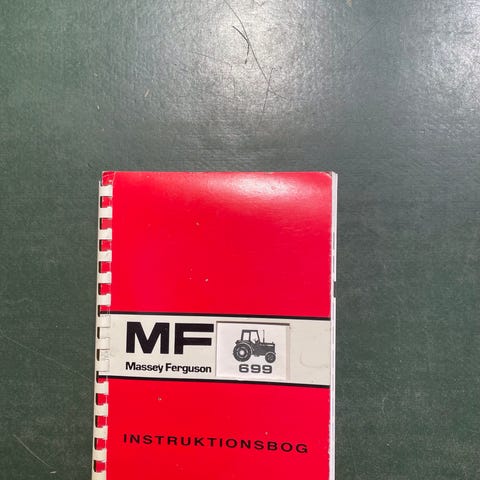 MF
Massey Ferguson
699
INSTRUKTIONSBOG